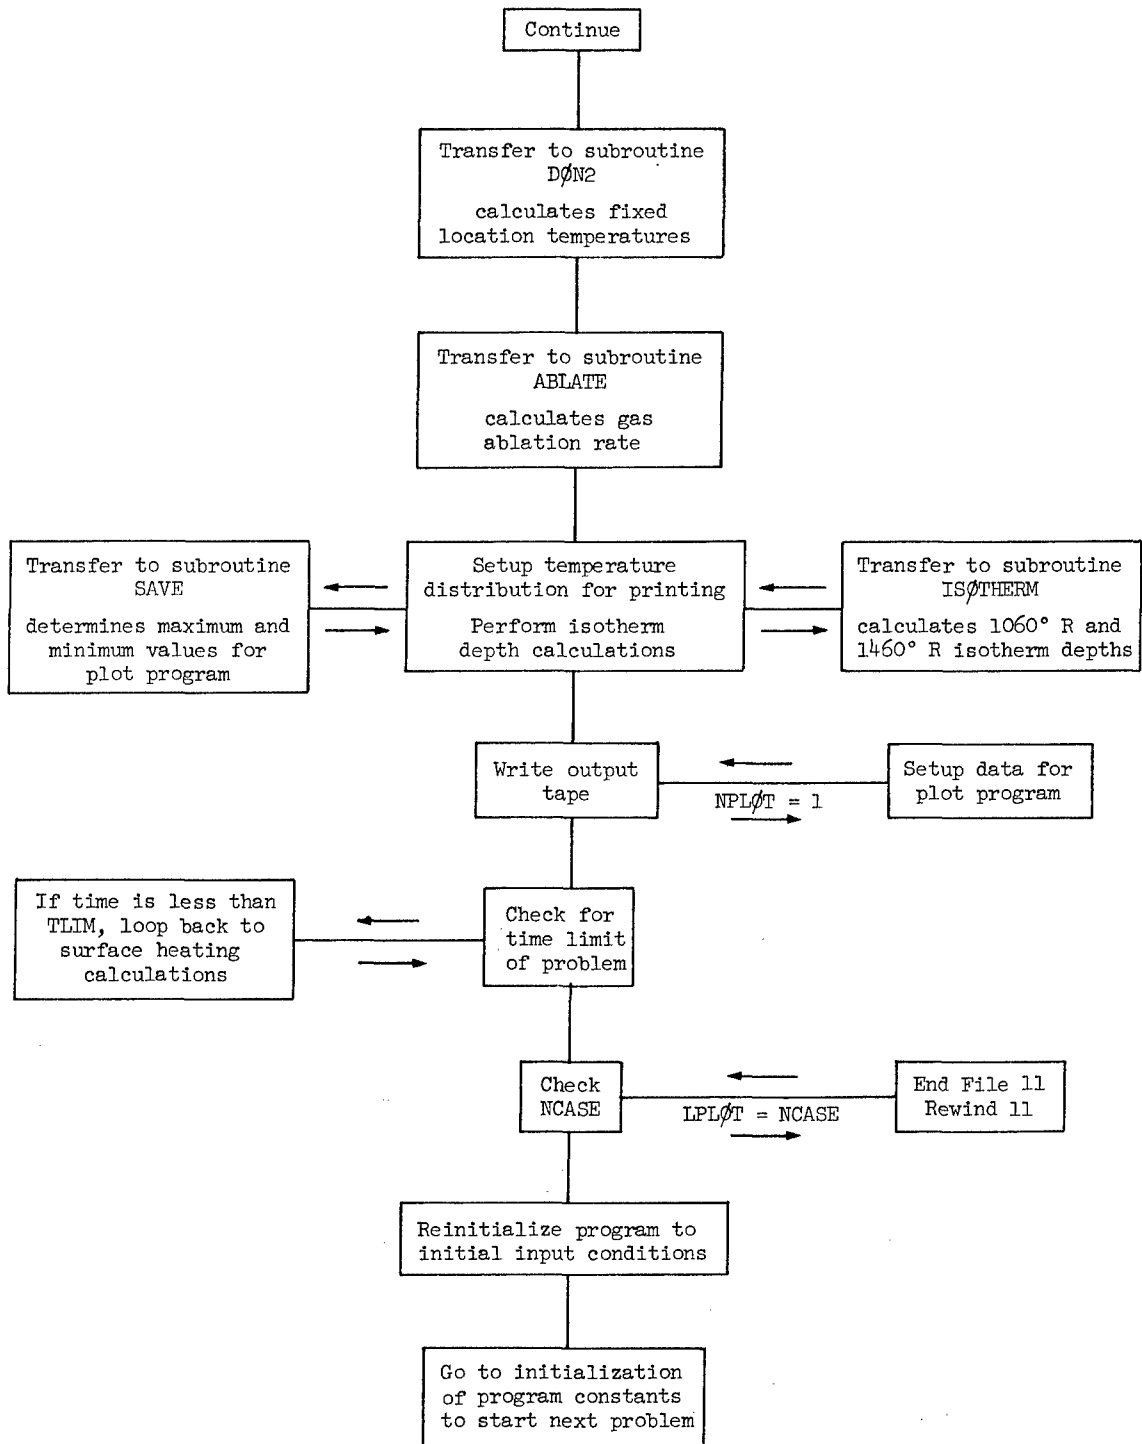 Continue
Transfer to subroutine
DØN2
calculates fixed
location temperatures
Transfer to subroutine
ABLATE
calculates gas
ablation rate
Transfer to subroutine
SAVE
determines maximum and
minimum values for
plot program
Setup temperature
distribution for printing
Perform isotherm
depth calculations
Transfer to subroutine
ISØTHERM
calculates 1060° R and
1460° R isotherm depths
Write output
tape
NPLØT = 1
Setup data for
plot program
If time is less than
TLIM, loop back to
surface heating
calculations
Check for
time limit
of problem
Check
NCASE
LPLØT = NCASE
End File 11
Rewind 11
Reinitialize program to
initial input conditions
Go to initialization
of program constants
to start next problem